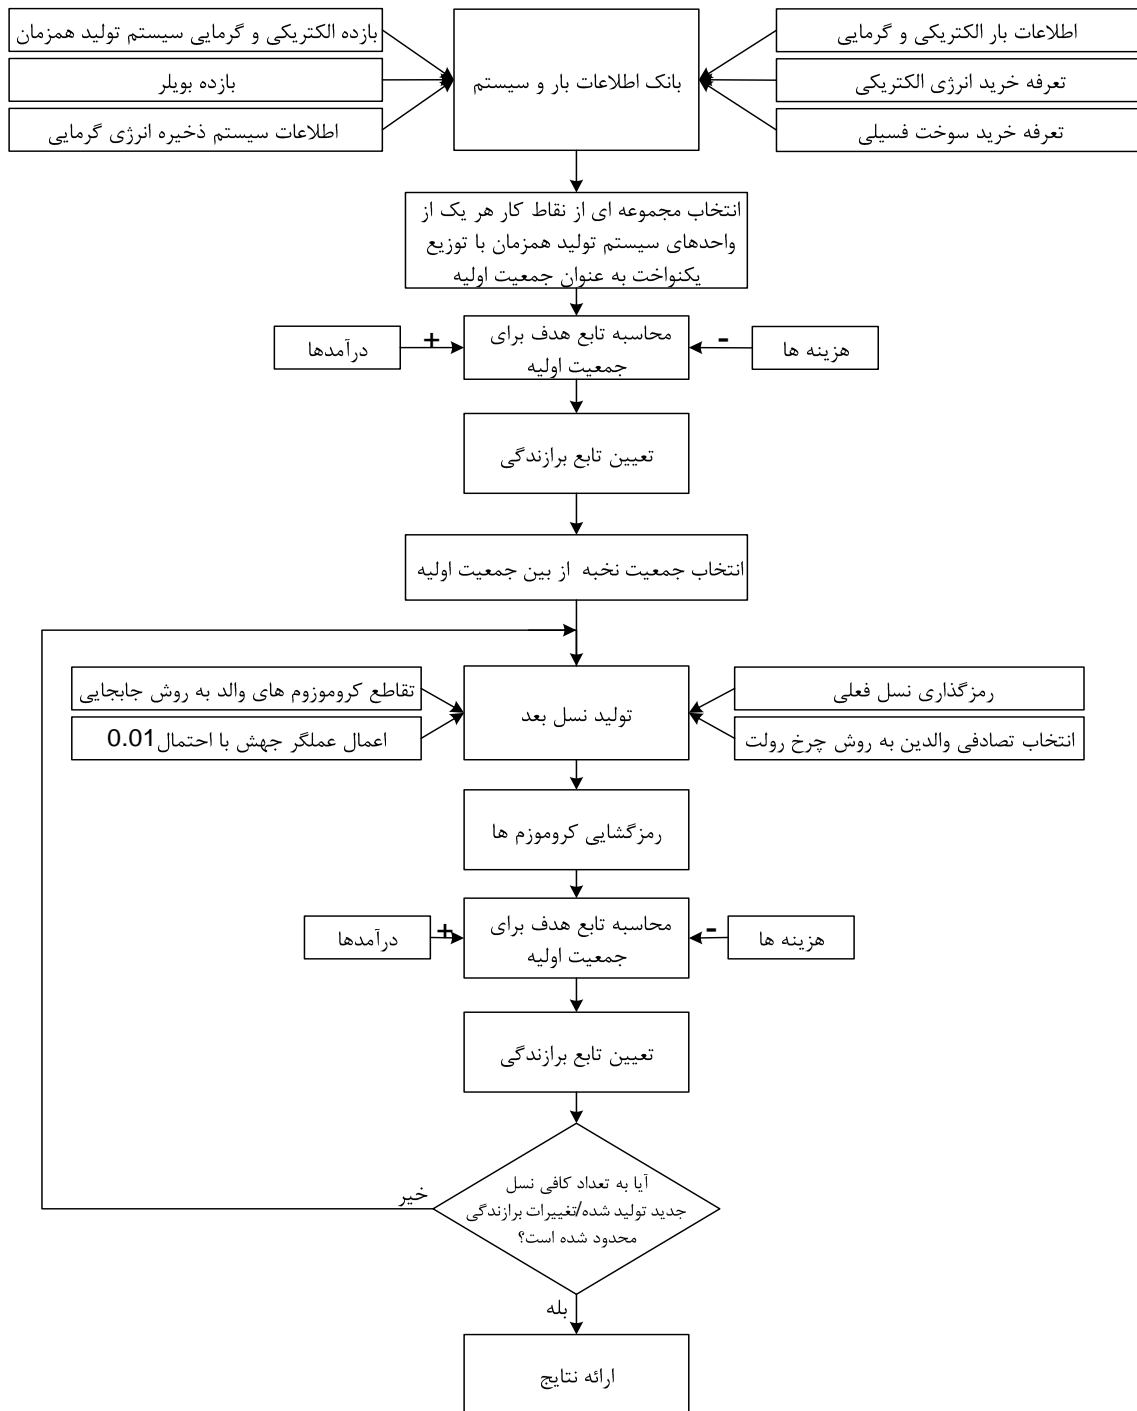 اطلاعات بار الکتریکی و گرمایی
تعرفه خرید انرژی الکتریکی
تعرفه خرید سوخت فسیلی
بانک اطلاعات بار و سیستم
بازده الکتریکی و گرمایی سیستم تولید همزمان
بازده بویلر
اطلاعات سیستم ذخیره انرژی گرمایی
انتخاب مجموعه ای از نقاط کار هر یک از
واحدهای سیستم تولید همزمان با توزیع
یکنواخت به عنوان جمعیت اولیه
هزینه ها
-
محاسبه تابع هدف برای
جمعیت اولیه
+
درآمدها
تعیین تابع برازندگی
انتخاب جمعیت نخبه از بین جمعیت اولیه
رمزگذاری نسل فعلی
انتخاب تصادفی والدین به روش چرخ رولت
تولید نسل بعد
تقاطع کروموزوم های والد به روش جابجایی
اعمال عملگر جهش با احتمال 0.01
رمزگشایی کروموزم ها
هزینه ها
-
محاسبه تابع هدف برای
جمعیت اولیه
+
درآمدها
تعیین تابع برازندگی
آیا به تعداد کافی نسل
جدید تولید شده/تغییرات برازندگی
محدود شده است؟
خیر
بله
ارائه نتایج